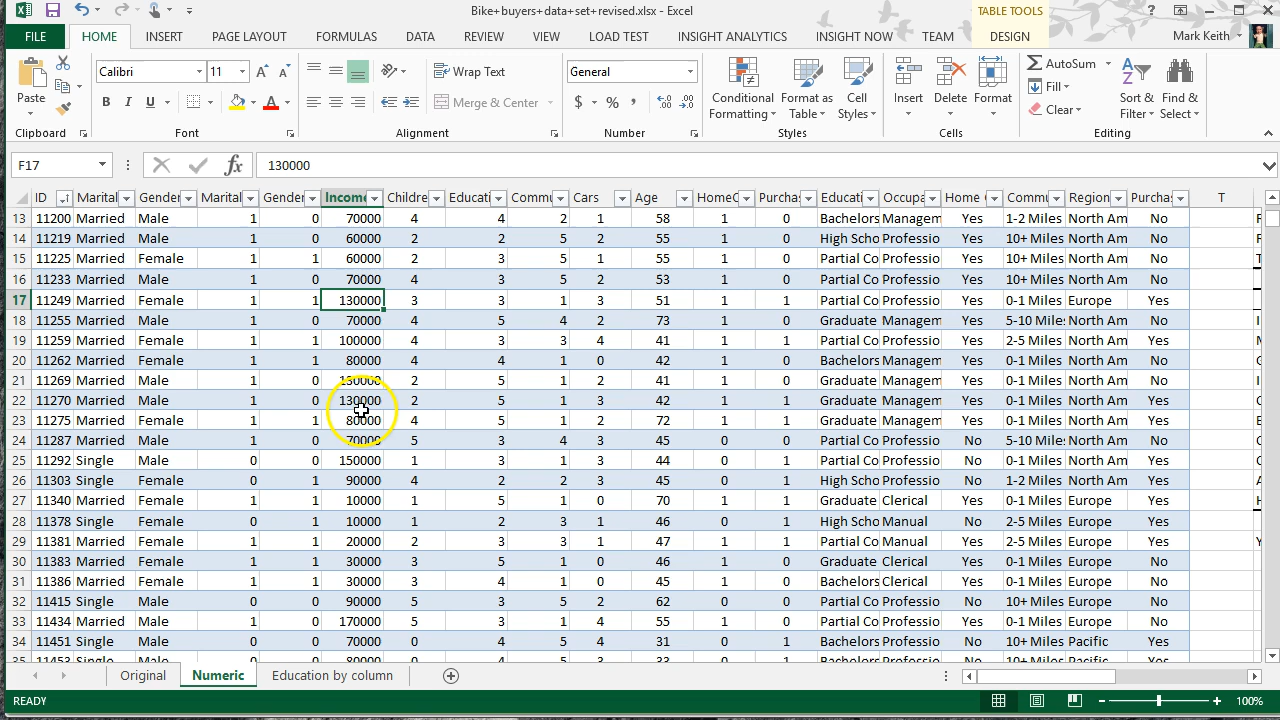 Bike+buyers+data+set+revised.xlsx - Excel
TABLE TOOLS
FILE HOME INSERT PAGE LAYOUT FORMULAS DATA REVIEW VIEW LOAD TEST INSIGHT ANALYTICS INSIGHT NOW TEAM DESIGN Mark Keith
Calibri 11 Wrap Text General AutoSum
Paste B I U Merge & Center $ % , Conditional Formatting Format as Table Cell Styles Insert Delete Format Fill Clear Sort & Filter Find & Select
Clipboard Font Alignment Number Styles Cells Editing
F17 fx 130000
ID Marital Gender Marital Gender Income Childre Educati Commu Cars Age HomeC Purcha Educati Occupa Home Commu Region Purcha T
13 11200 Married Male 1 0 70000 4 4 2 1 58 1 0 Bachelors Managem Yes 1-2 Miles North Am No
14 11219 Married Male 1 0 60000 2 2 5 2 55 1 0 High Scho Professio Yes 10+ Miles North Am No
15 11225 Married Female 1 1 60000 2 3 5 1 55 1 0 Partial Co Professio Yes 10+ Miles North Am No
16 11233 Married Male 1 0 70000 4 3 5 2 53 1 0 Partial Co Professio Yes 10+ Miles North Am No
17 11249 Married Female 1 1 130000 3 3 1 3 51 1 1 Partial Co Professio Yes 0-1 Miles Europe Yes
18 11255 Married Male 1 0 70000 4 5 4 2 73 1 0 Graduate Managem Yes 5-10 Miles North Am No
19 11259 Married Female 1 1 100000 4 3 3 4 41 1 1 Partial Co Professio Yes 2-5 Miles North Am Yes
20 11262 Married Female 1 1 80000 4 4 1 0 42 1 0 Bachelors Managem Yes 0-1 Miles North Am No
21 11269 Married Male 1 0 130000 2 5 1 2 41 1 0 Graduate Managem Yes 0-1 Miles North Am No
22 11270 Married Male 1 0 130000 2 5 1 3 42 1 1 Graduate Managem Yes 0-1 Miles North Am Yes
23 11275 Married Female 1 1 80000 4 5 1 2 72 1 1 Graduate Managem Yes 0-1 Miles North Am Yes
24 11287 Married Male 1 0 70000 5 3 4 3 45 0 0 Partial Co Professio No 5-10 Miles North Am No
25 11292 Single Male 0 0 150000 1 3 1 3 44 0 1 Partial Co Professio No 0-1 Miles North Am Yes
26 11303 Single Female 0 1 90000 4 2 2 3 45 0 1 High Scho Professio No 1-2 Miles North Am Yes
27 11340 Married Female 1 1 10000 1 5 1 0 70 1 1 Graduate Clerical Yes 0-1 Miles Europe Yes
28 11378 Single Female 0 1 10000 1 2 3 1 46 0 1 High Scho Manual No 2-5 Miles Europe Yes
29 11381 Married Female 1 1 20000 2 3 3 1 47 1 1 Partial Co Manual Yes 2-5 Miles Europe Yes
30 11383 Married Female 1 1 30000 3 5 1 0 46 1 0 Graduate Clerical Yes 0-1 Miles Europe No
31 11386 Married Female 1 1 30000 3 4 1 0 45 1 0 Bachelors Clerical Yes 0-1 Miles Europe No
32 11415 Single Male 0 0 90000 5 3 5 2 62 1 0 Partial Co Professio Yes 10+ Miles Europe No
33 11434 Married Male 1 0 170000 5 3 1 4 55 1 0 Partial Co Professio Yes 0-1 Miles Europe No
34 11451 Single Male 0 0 70000 0 4 5 4 31 0 1 Bachelors Professio No 10+ Miles Pacific Yes
35 11453 Single Male 0 0 80000 0 4 5 3 33 0 1 Bachelors Professio No 10+ Miles Pacific Yes
Original Numeric Education by column
READY 100%